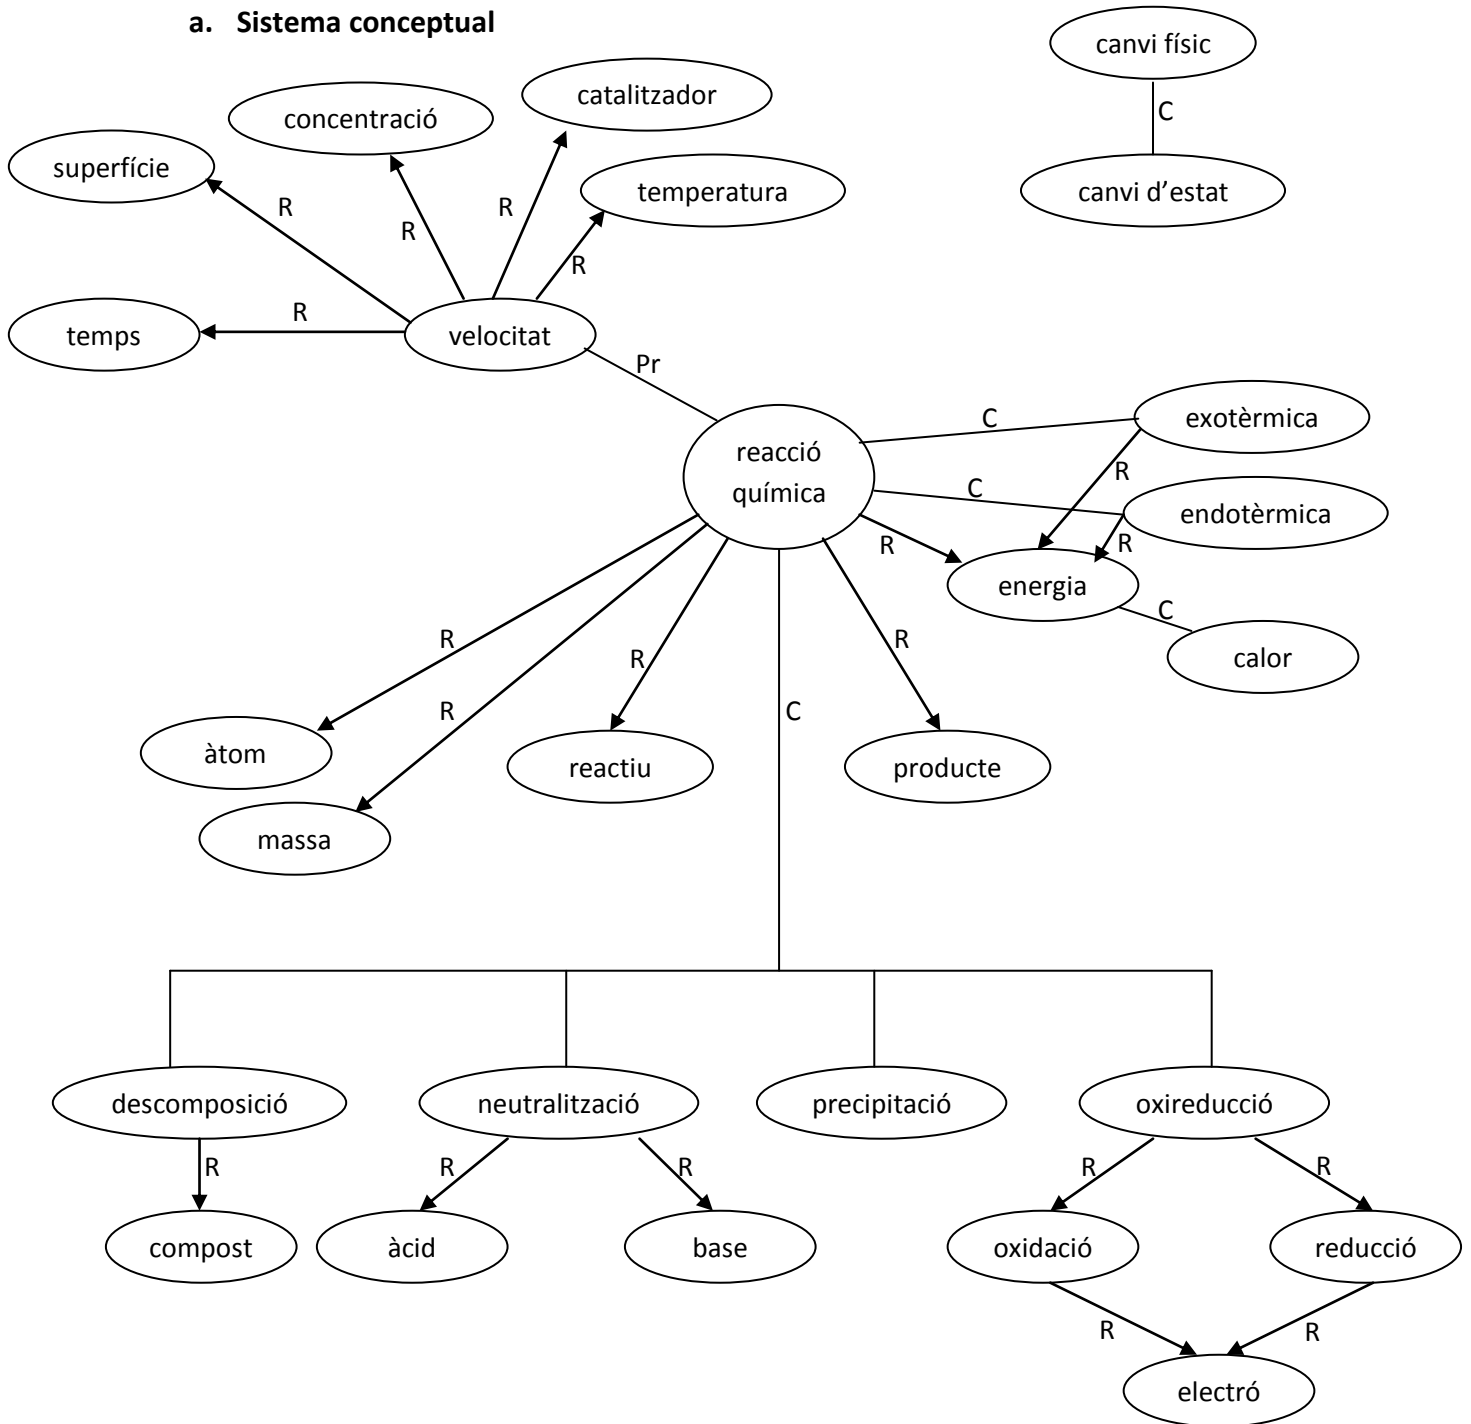 a. Sistema conceptual
canvi físic
C
canvi d’estat
catalitzador
concentració
superfície
temperatura
R
R
R
R
R
temps
velocitat
Pr
reacció
química
C
exotèrmica
R
C
endotèrmica
R
R
energia
C
calor
R
R
R
R
C
àtom
reactiu
producte
massa
descomposició
neutralització
precipitació
oxireducció
R
R
R
R
R
compost
àcid
base
oxidació
reducció
R
R
electró